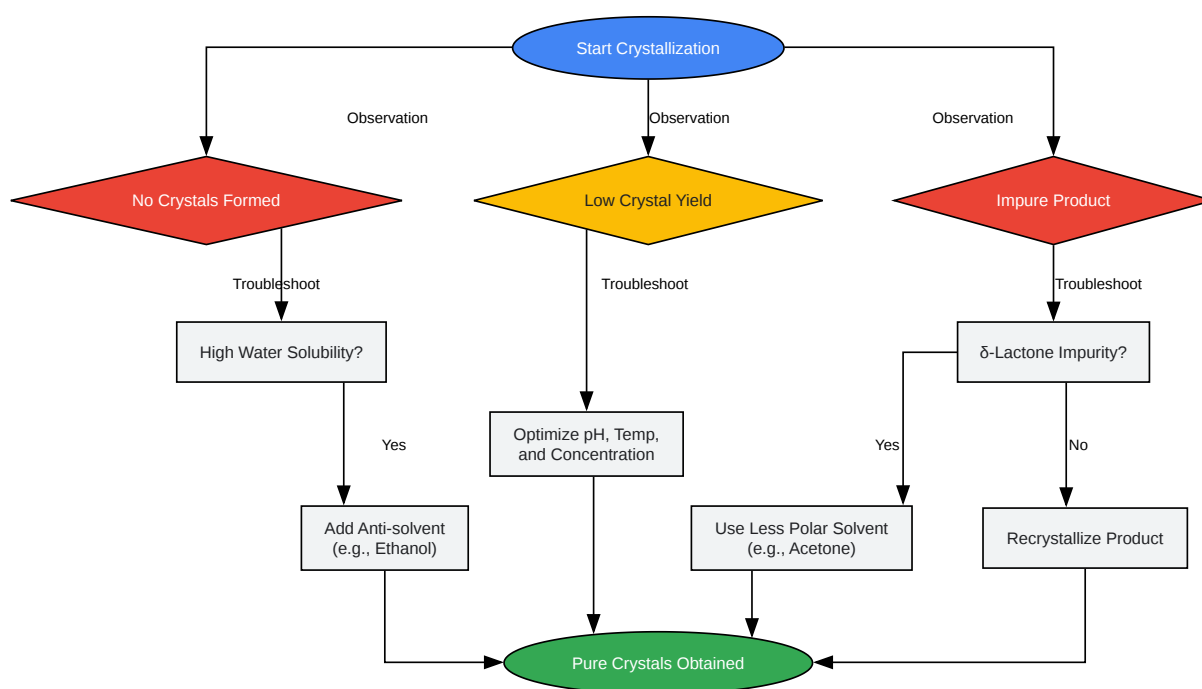 Start Crystallization
Observation
Observation
Observation
No Crystals Formed
Low Crystal Yield
Impure Product
Troubleshoot
Troubleshoot
Troubleshoot
High Water Solubility?
δ-Lactone Impurity?
Optimize pH, Temp,
and Concentration
Yes
Yes
No
Add Anti-solvent
(e.g., Ethanol)
Use Less Polar Solvent
(e.g., Acetone)
Recrystallize Product
Pure Crystals Obtained